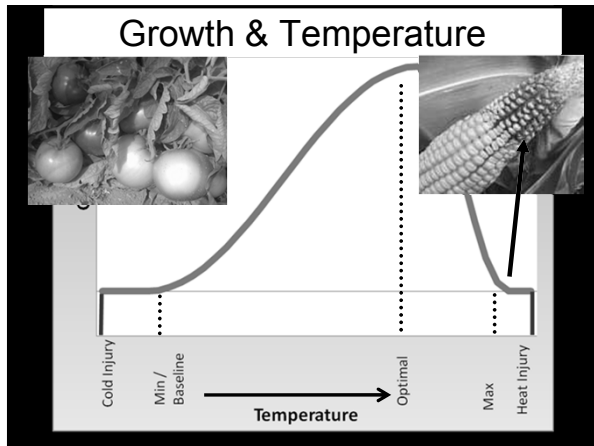 Growth & Temperature
Cold Injury
Min /
Baseline
Optimal
Max
Heat Injury
Temperature